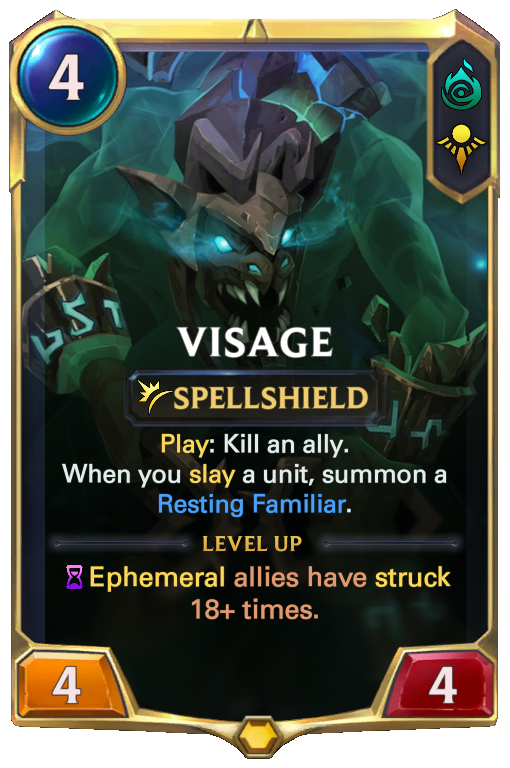 4
VISAGE
SPELLSHIELD
Play: Kill an ally.
When you slay a unit, summon a
Resting Familiar.
LEVEL UP
Ephemeral allies have struck
18+ times.
4
4